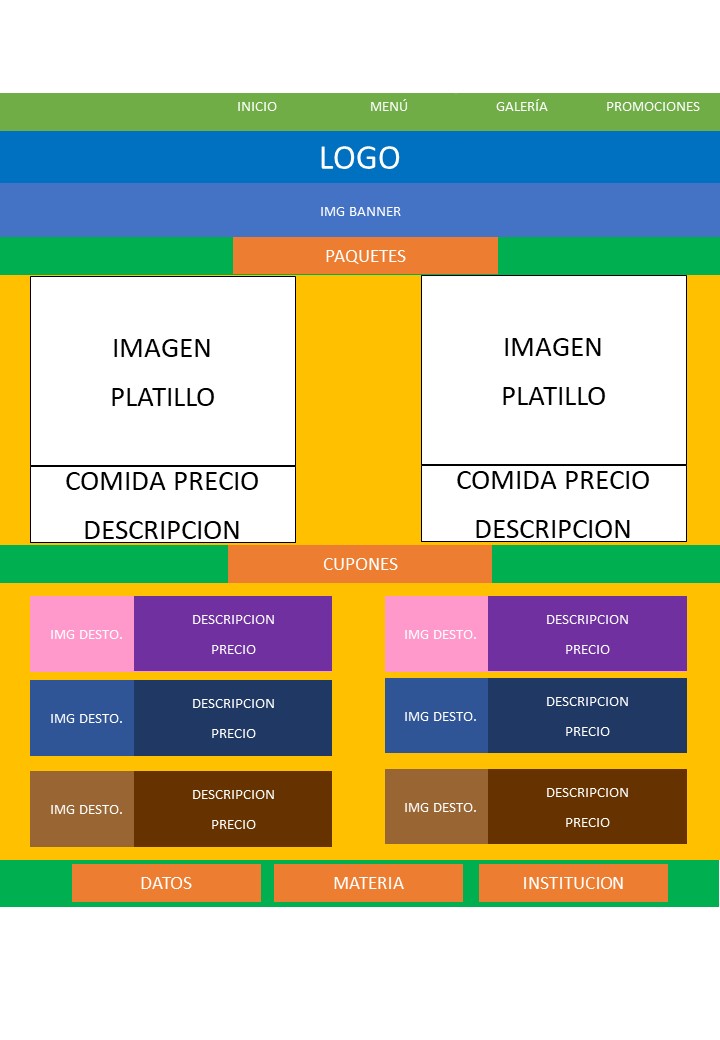 INICIO MENÚ GALERÍA PROMOCIONES
LOGO
IMG BANNER
PAQUETES
IMAGEN
PLATILLO
COMIDA PRECIO
DESCRIPCION
IMAGEN
PLATILLO
COMIDA PRECIO
DESCRIPCION
CUPONES
IMG DESTO.
DESCRIPCION
PRECIO
IMG DESTO.
DESCRIPCION
PRECIO
IMG DESTO.
DESCRIPCION
PRECIO
IMG DESTO.
DESCRIPCION
PRECIO
IMG DESTO.
DESCRIPCION
PRECIO
IMG DESTO.
DESCRIPCION
PRECIO
DATOS
MATERIA
INSTITUCION